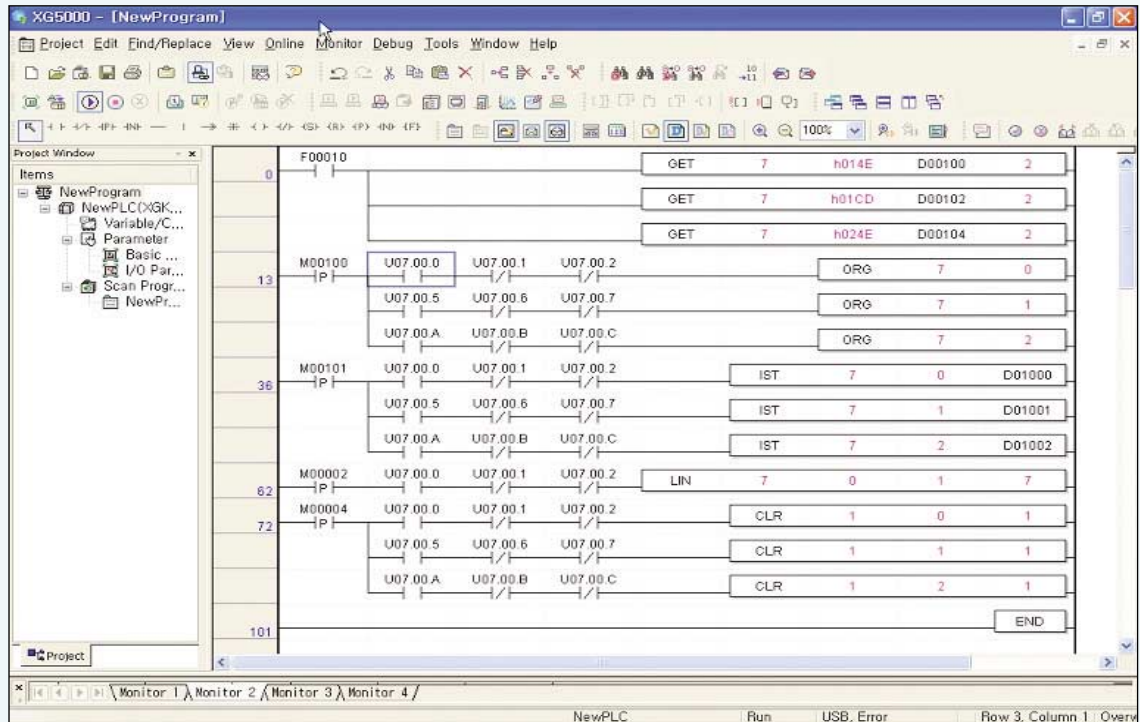 XG5000 - [NewProgram]
Project Edit Find/Replace View Online Monitor Debug Tools Window Help
100%
Project Window
Items
NewProgram
NewPLC(XGK...
Variable/C...
Parameter
Basic ...
I/O Par...
Scan Progr...
NewPr...
Project
F00010
0 GET 7 h014E D00100 2
GET 7 h01CD D00102 2
GET 7 h024E D00104 2
M00100 U07.00.0 U07.00.1 U07.00.2
13 P ORG 7 0
U07.00.5 U07.00.6 U07.00.7
ORG 7 1
U07.00.A U07.00.B U07.00.C
ORG 7 2
M00101 U07.00.0 U07.00.1 U07.00.2
36 P IST 7 0 D01000
U07.00.5 U07.00.6 U07.00.7
IST 7 1 D01001
U07.00.A U07.00.B U07.00.C
IST 7 2 D01002
M00002 U07.00.0 U07.00.1 U07.00.2
62 P LIN 7 0 1 7
M00004 U07.00.0 U07.00.1 U07.00.2
72 P CLR 1 0 1
U07.00.5 U07.00.6 U07.00.7
CLR 1 1 1
U07.00.A U07.00.B U07.00.C
CLR 1 2 1
101 END
Monitor 1 Monitor 2 Monitor 3 Monitor 4
NewPLC Run USB, Error Row 3, Column 1 Overw